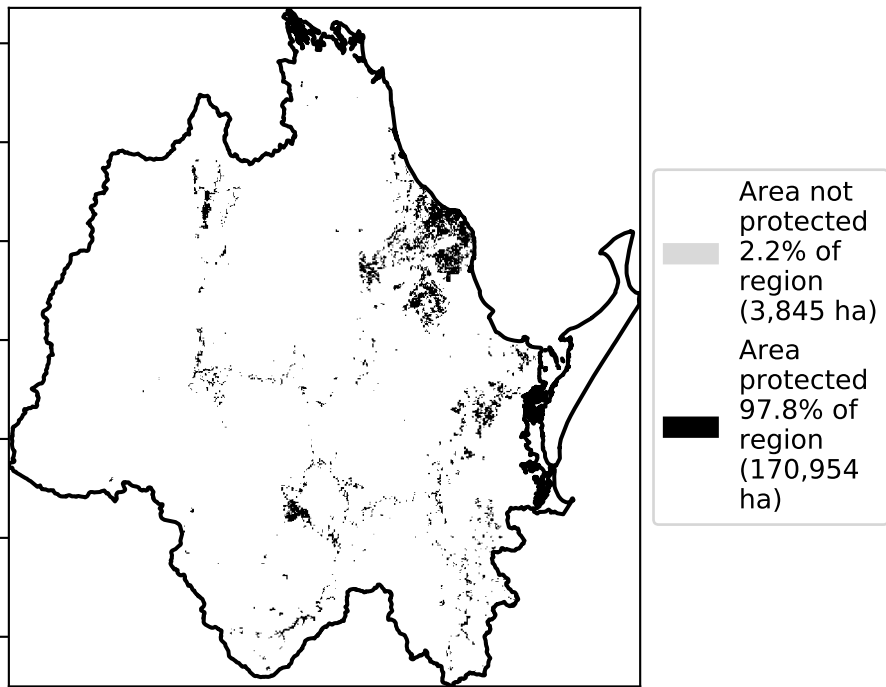 Area not
protected
2.2% of
region
(3,845 ha)
Area
protected
97.8% of
region
(170,954
ha)